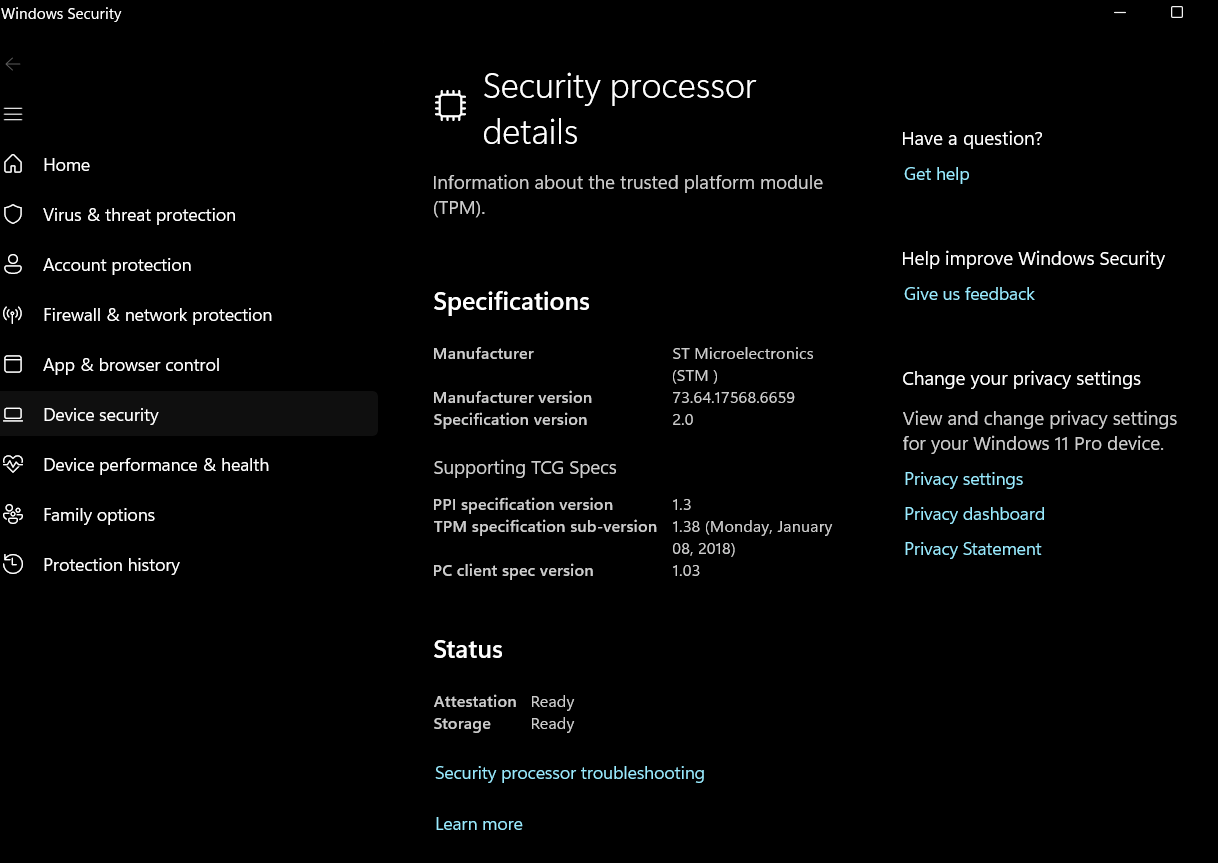 Windows Security
Home
Virus & threat protection
Account protection
Firewall & network protection
App & browser control
Device security
Device performance & health
Family options
Protection history
Security processor
details
Information about the trusted platform module
(TPM).
Specifications
Manufacturer ST Microelectronics
(STM )
Manufacturer version 73.64.17568.6659
Specification version 2.0
Supporting TCG Specs
PPI specification version 1.3
TPM specification sub-version 1.38 (Monday, January
08, 2018)
PC client spec version 1.03
Status
Attestation Ready
Storage Ready
Security processor troubleshooting
Learn more
Have a question?
Get help
Help improve Windows Security
Give us feedback
Change your privacy settings
View and change privacy settings
for your Windows 11 Pro device.
Privacy settings
Privacy dashboard
Privacy Statement